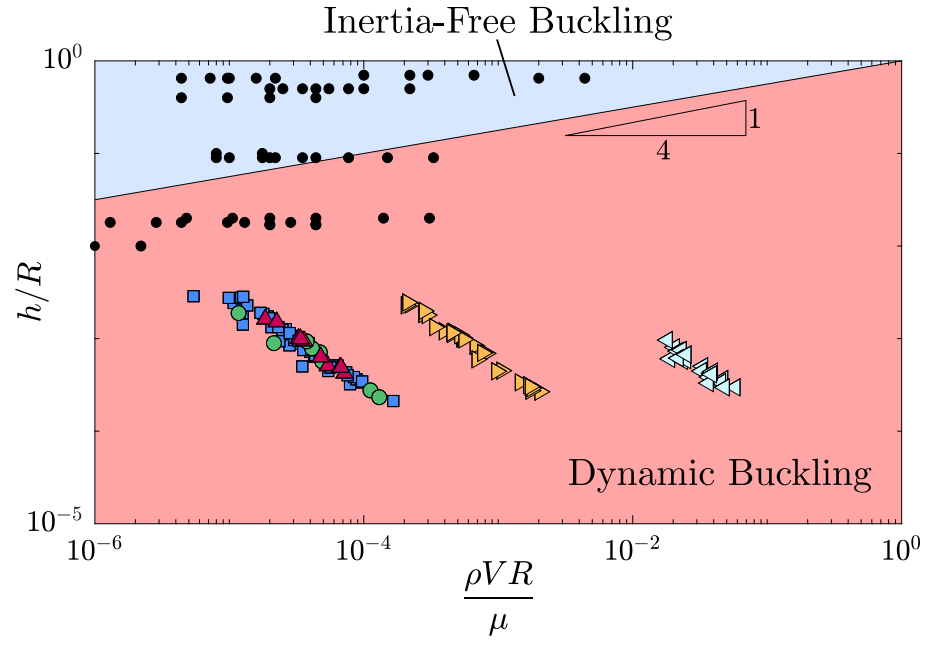 Inertia-Free Buckling
10^0
1
4
h/R
Dynamic Buckling
10^-5
10^-6
10^-4
10^-2
10^0
ρVR
μ